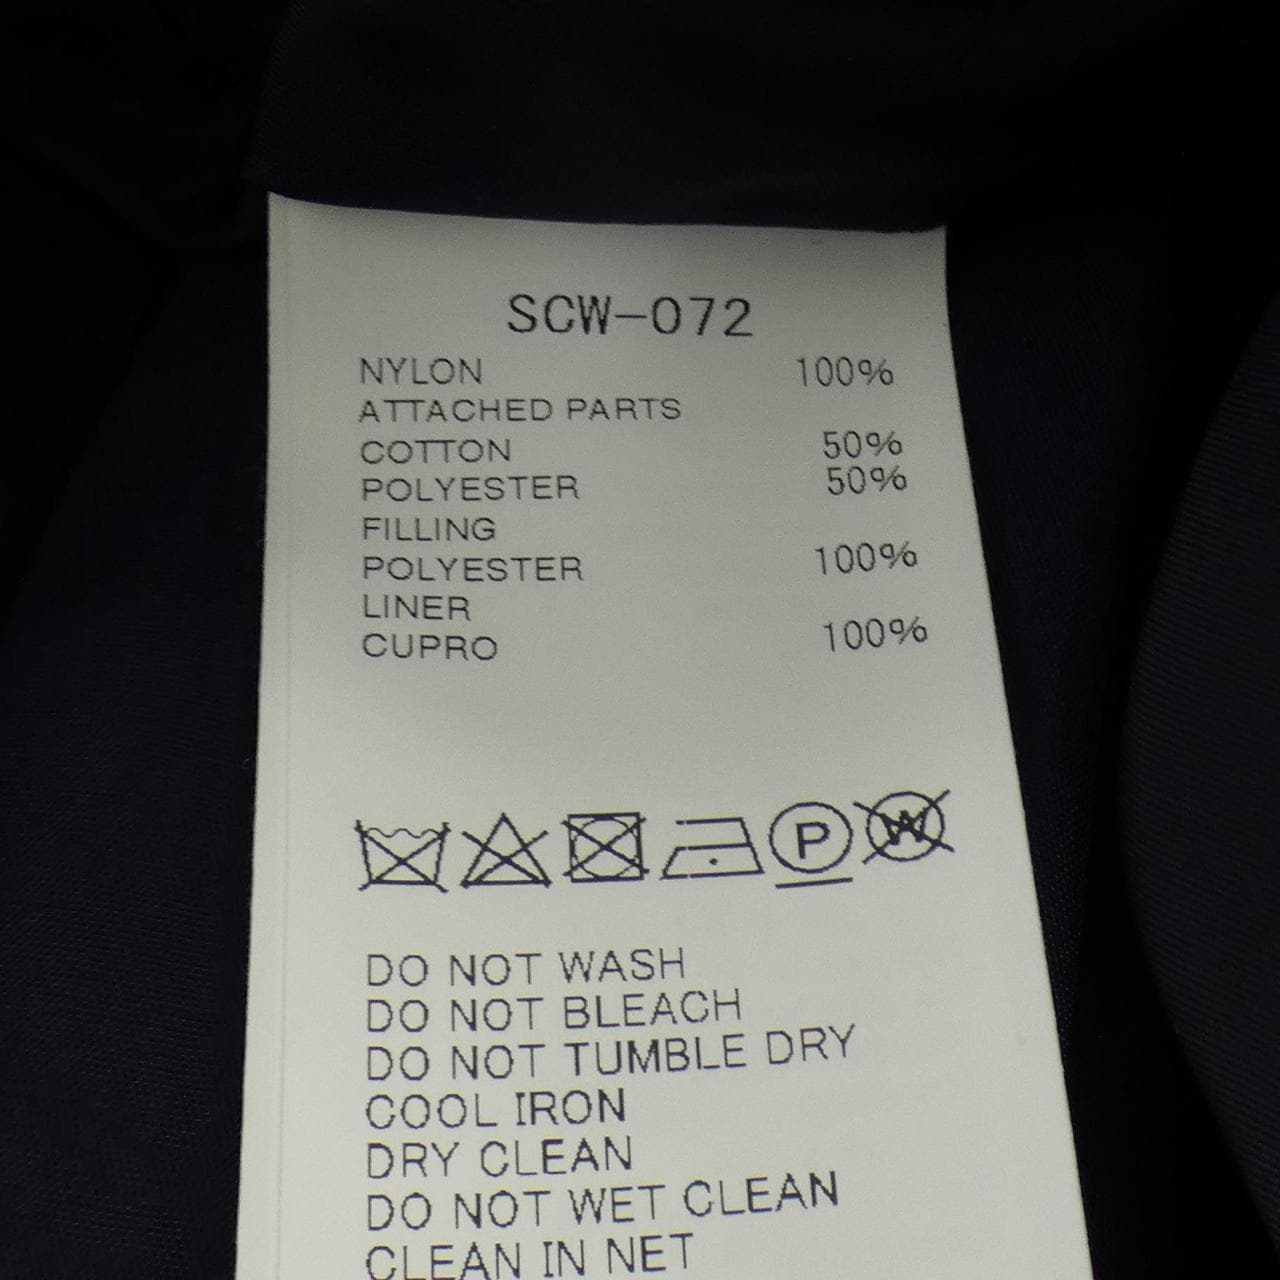 SCW-072
NYLON 100%
ATTACHED PARTS
COTTON 50%
POLYESTER 50%
FILLING
POLYESTER 100%
LINER
CUPRO 100%
P W
DO NOT WASH
DO NOT BLEACH
DO NOT TUMBLE DRY
COOL IRON
DRY CLEAN
DO NOT WET CLEAN
CLEAN IN NET